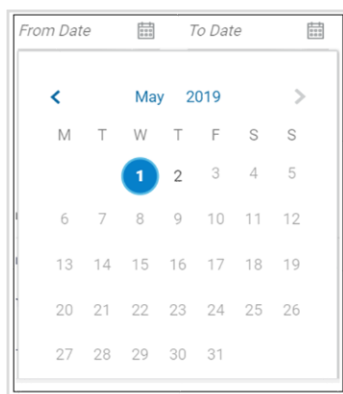 From Date To Date
May 2019
M T W T F S S
1 2 3 4 5
6 7 8 9 10 11 12
13 14 15 16 17 18 19
20 21 22 23 24 25 26
27 28 29 30 31